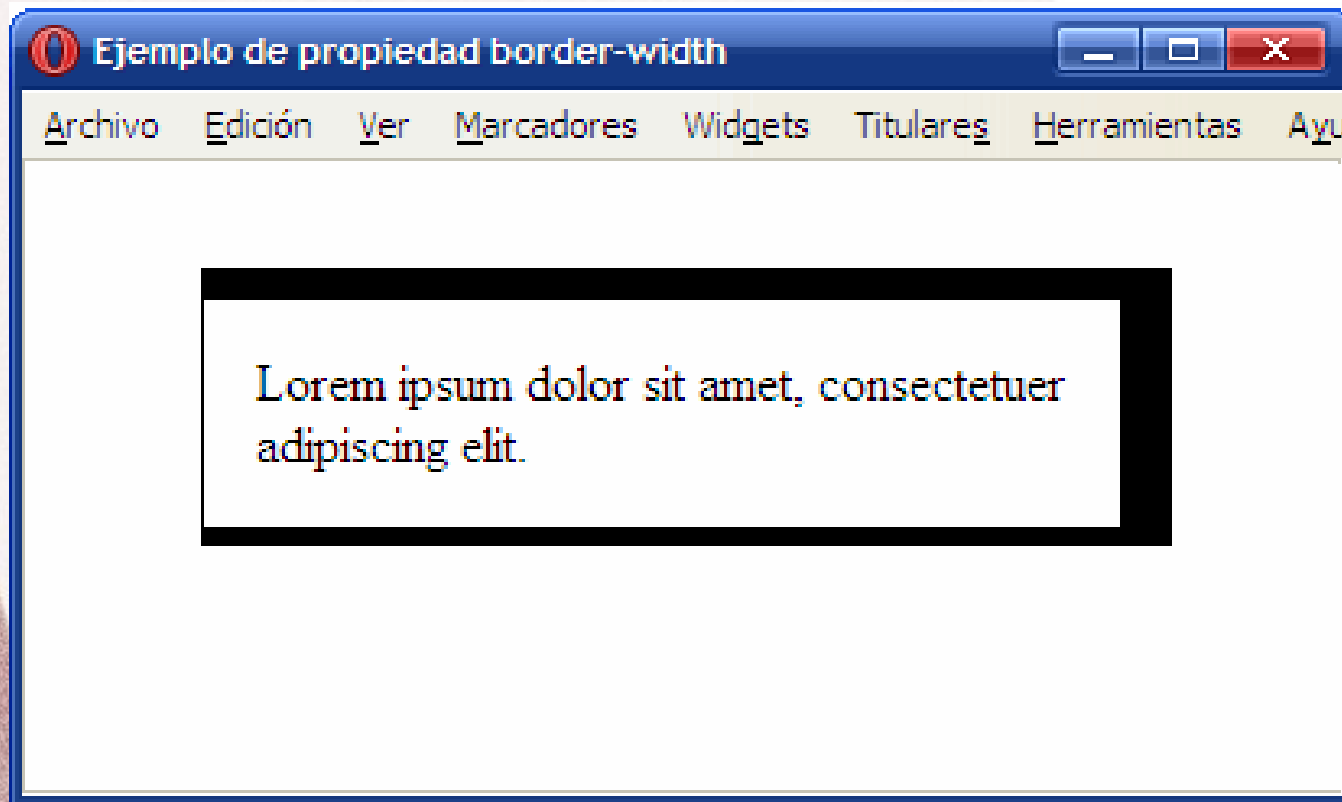 Ejemplo de propiedad border-width
Archivo Edición Ver Marcadores Widgets Titulares Herramientas Ayu
Lorem ipsum dolor sit amet, consectetuer
adipiscing elit.